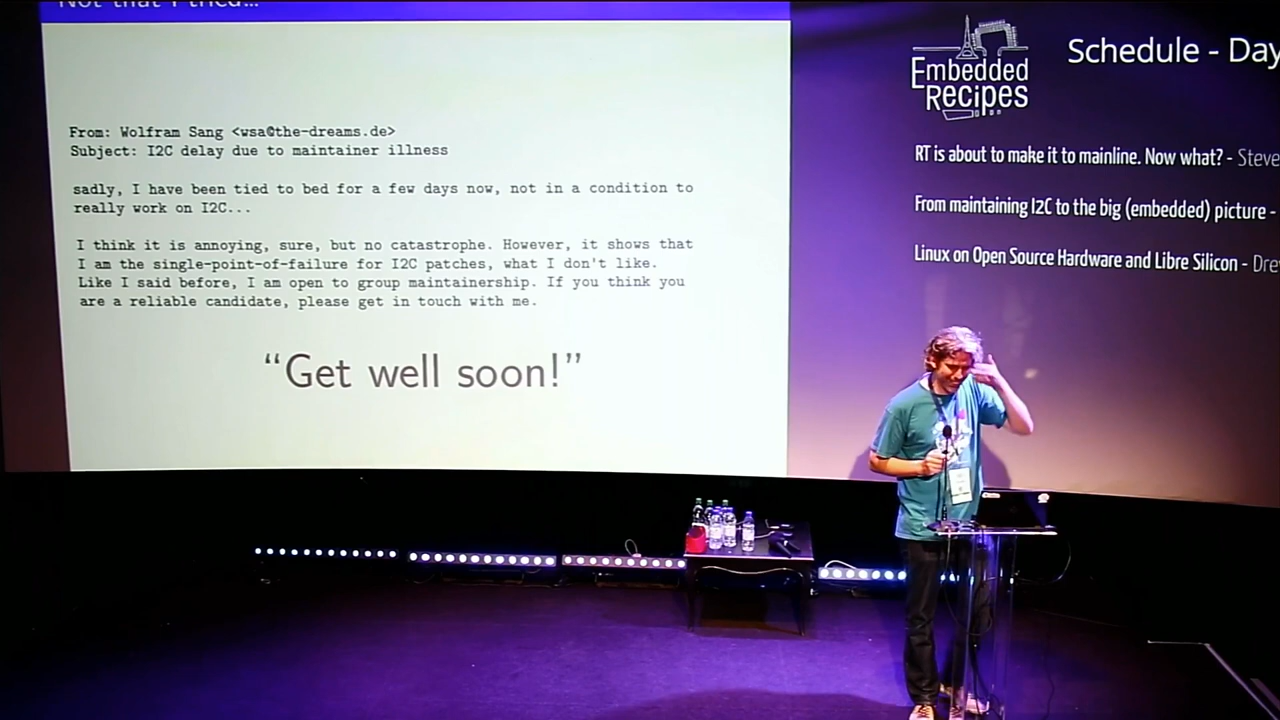 Not that I tried...
From: Wolfram Sang <wsa@the-dreams.de>
Subject: I2C delay due to maintainer illness
sadly, I have been tied to bed for a few days now, not in a condition to
really work on I2C...
I think it is annoying, sure, but no catastrophe. However, it shows that
I am the single-point-of-failure for I2C patches, what I don't like.
Like I said before, I am open to group maintainership. If you think you
are a reliable candidate, please get in touch with me.
“Get well soon!”
Embedded
Recipes
Schedule - Day
RT is about to make it to mainline. Now what? - Steve
From maintaining I2C to the big (embedded) picture -
Linux on Open Source Hardware and Libre Silicon - Dre